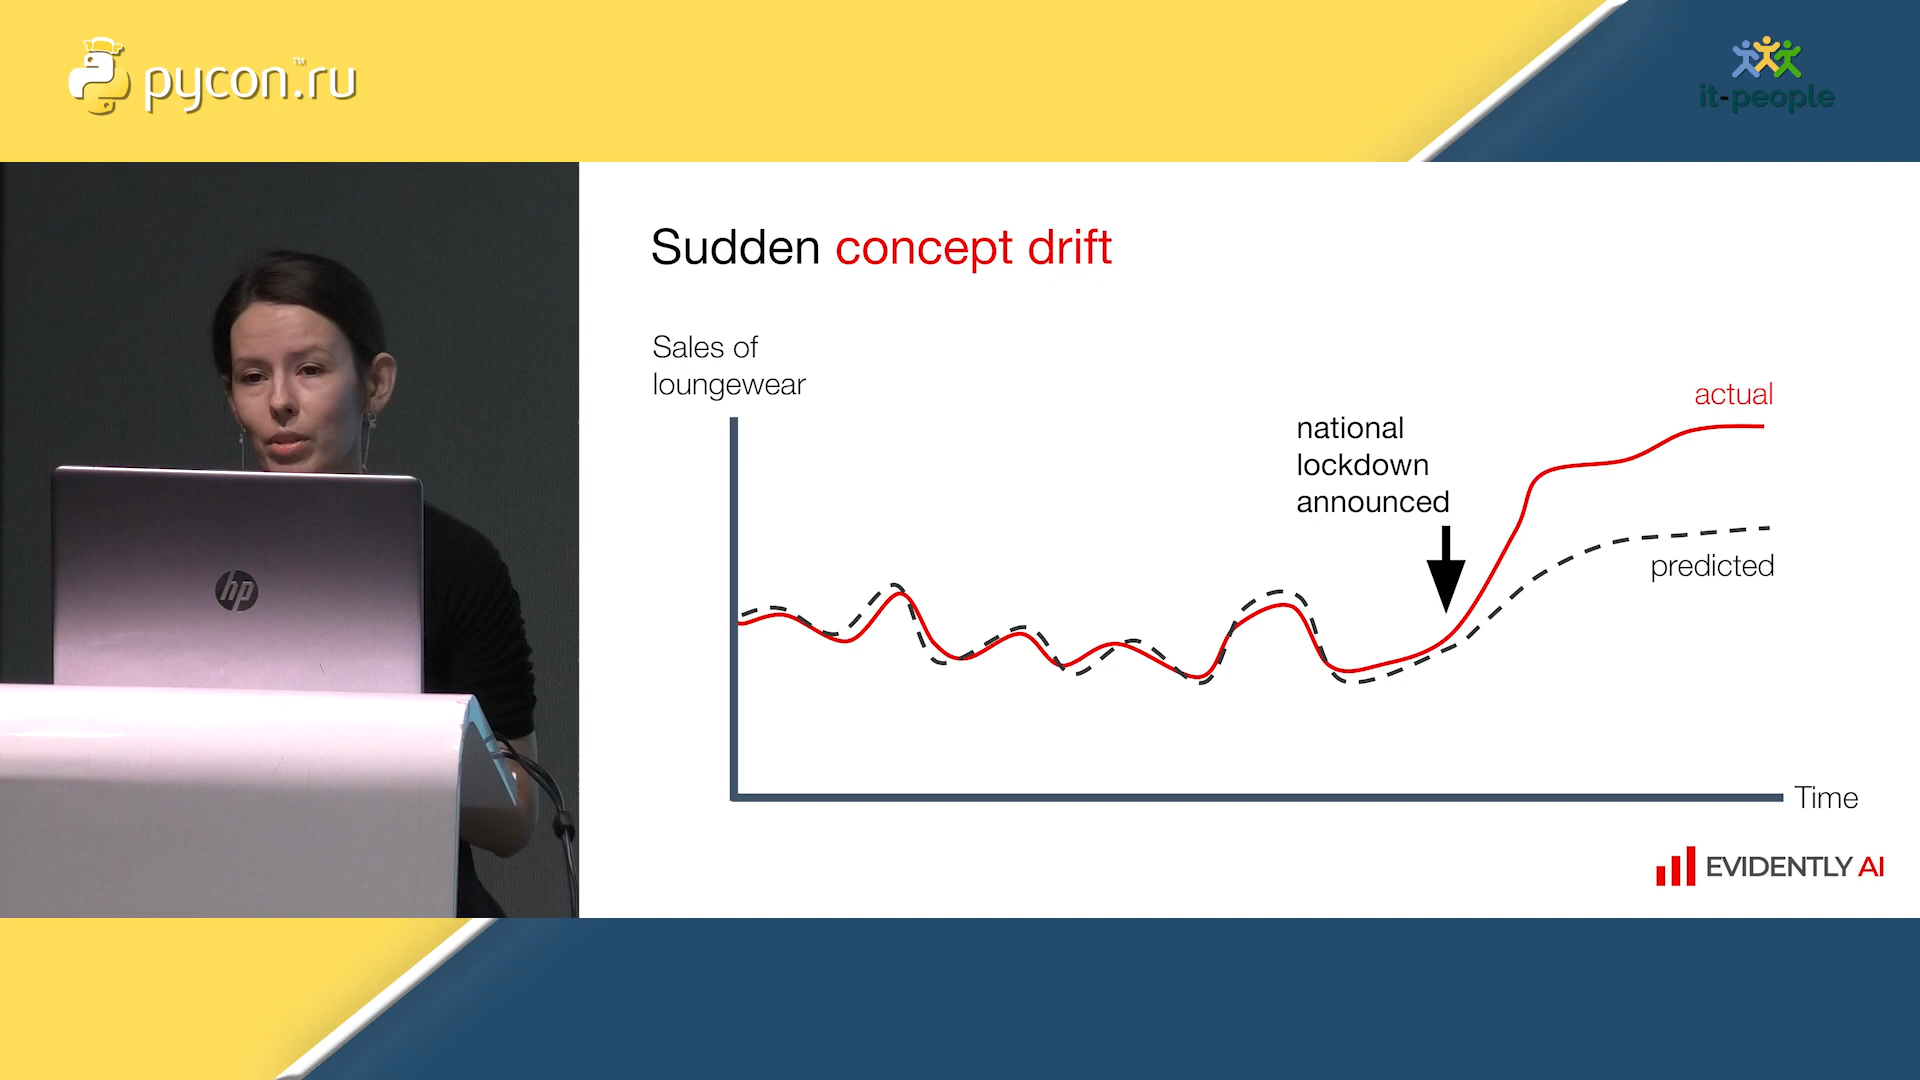 pycon.ru
™
it-people
Sudden concept drift
Sales of
loungewear
national
lockdown
announced
actual
predicted
Time
EVIDENTLY AI
hp